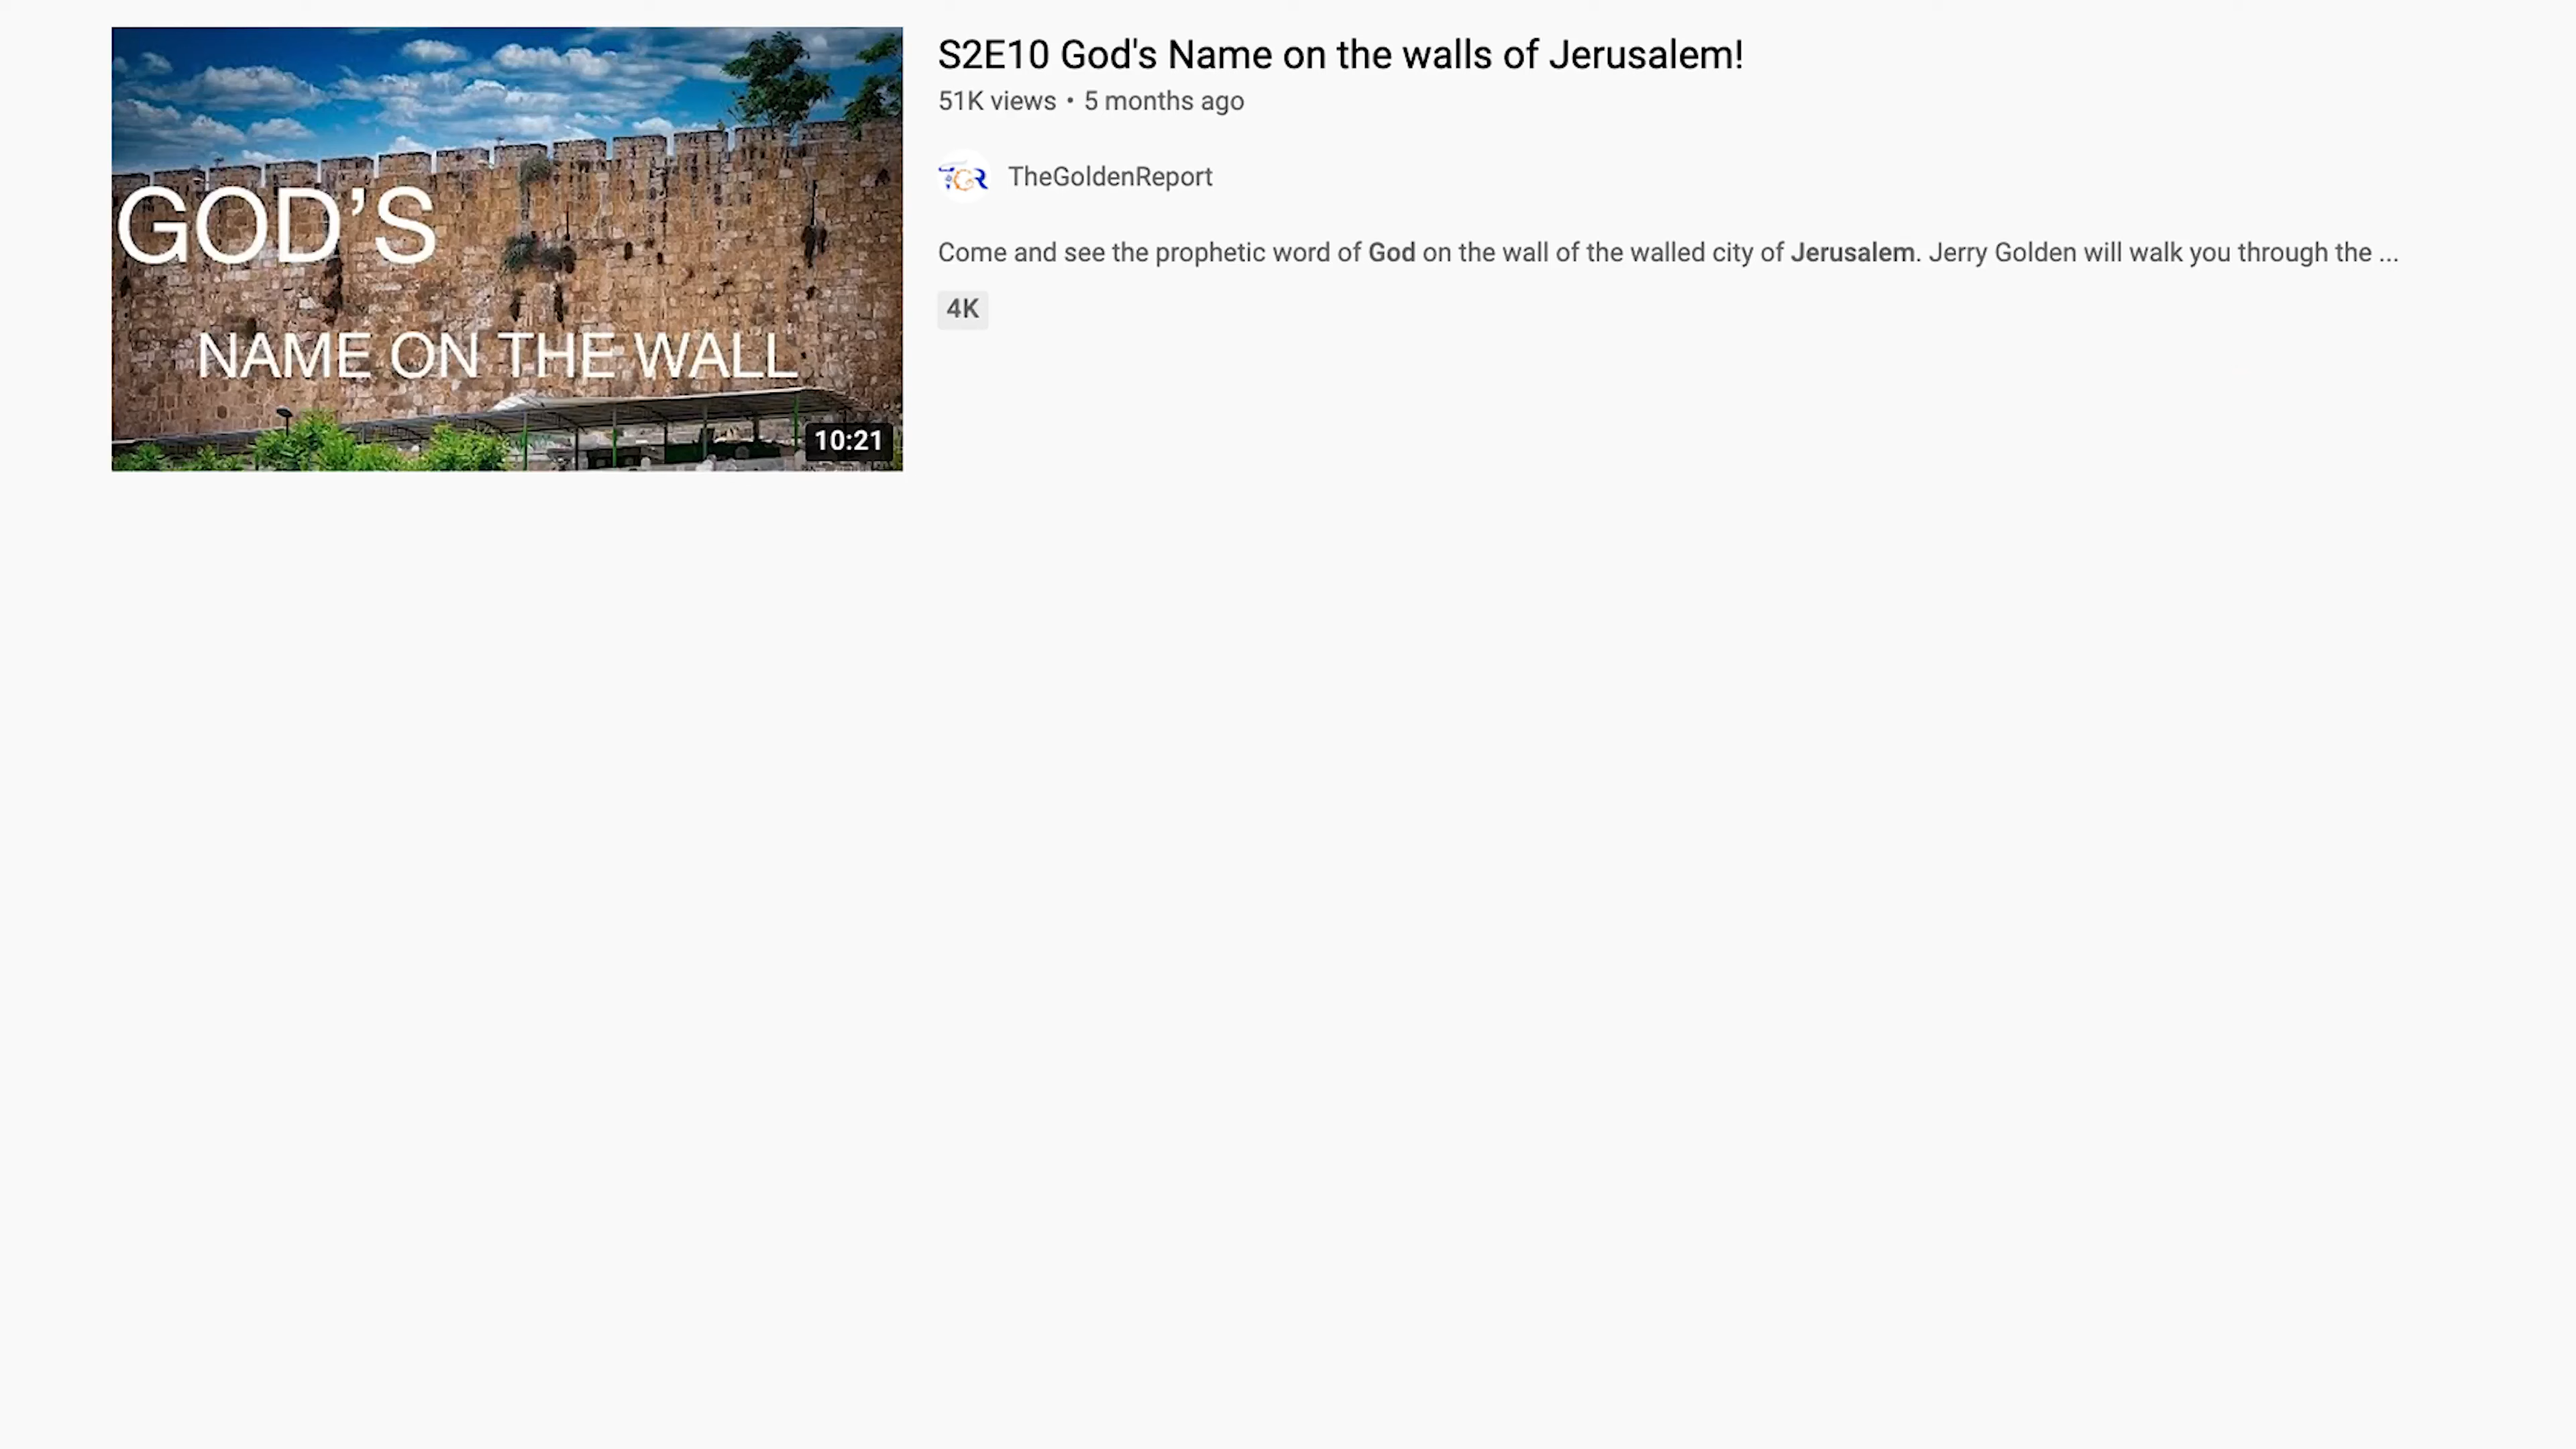 GOD'S
NAME ON THE WALL
10:21
S2E10 God's Name on the walls of Jerusalem!
51K views • 5 months ago
TGR
TheGoldenReport
Come and see the prophetic word of God on the wall of the walled city of Jerusalem. Jerry Golden will walk you through the ...
4K